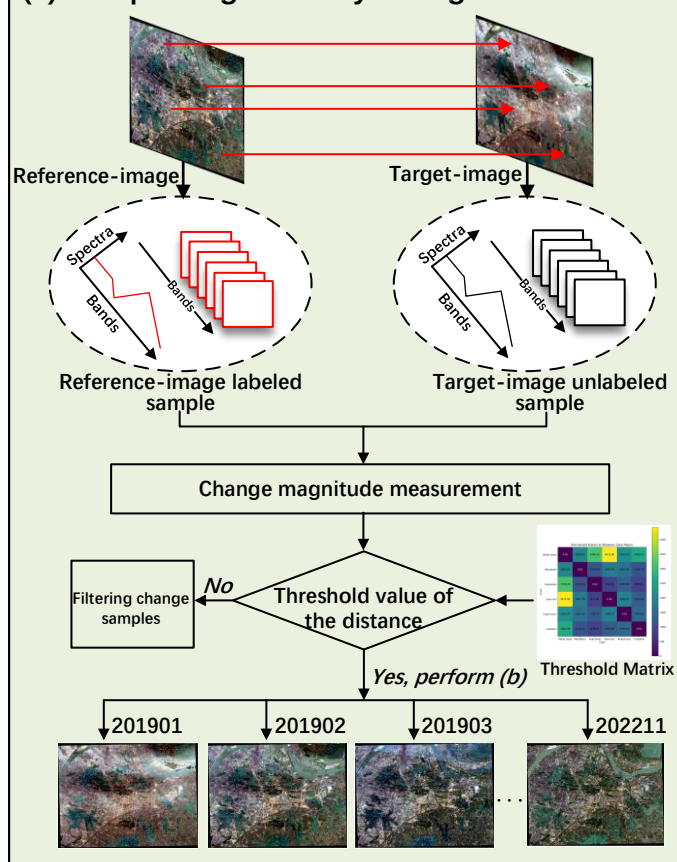 Reference-image
Target-image
Spectra
Bands
Bands
Spectra
Bands
Bands
Reference-image labeled
sample
Target-image unlabeled
sample
Change magnitude measurement
No
Filtering change
samples
Threshold value of
the distance
Threshold Matrix
Yes, perform (b)
201901
201902
201903
202211
...